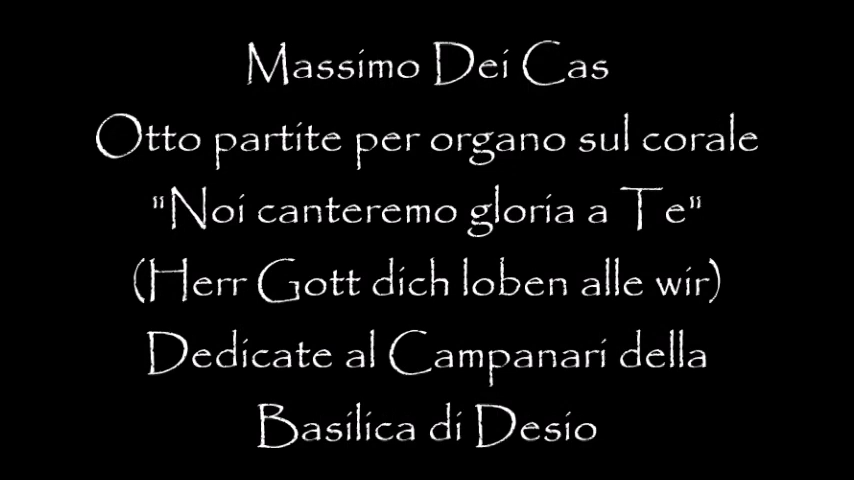 Massimo Dei Cas
Otto partite per organo sul corale
"Noi canteremo gloria a Te"
(Herr Gott dich loben alle wir)
Dedicate al Campanari della
Basilica di Desio